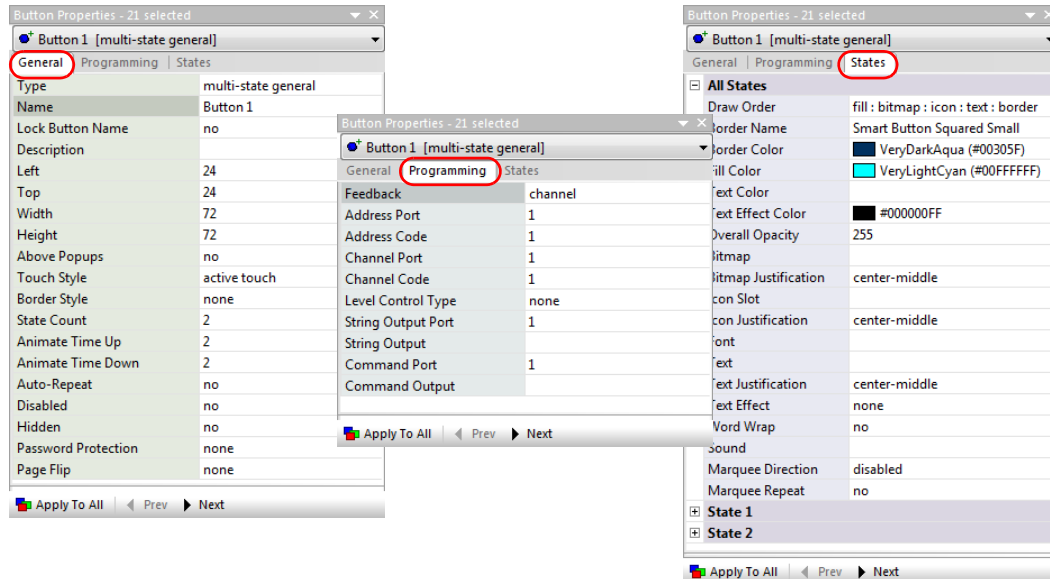 Button Properties - 21 selected
Button 1 [multi-state general]
General Programming States
Type multi-state general
Name Button 1
Lock Button Name no
Description
Left 24
Top 24
Width 72
Height 72
Above Popups no
Touch Style active touch
Border Style none
State Count 2
Animate Time Up 2
Animate Time Down 2
Auto-Repeat no
Disabled no
Hidden no
Password Protection none
Page Flip none
Apply To All Prev Next
Button Properties - 21 selected
Button 1 [multi-state general]
General Programming States
Feedback channel
Address Port 1
Address Code 1
Channel Port 1
Channel Code 1
Level Control Type none
String Output Port 1
String Output
Command Port 1
Command Output
Apply To All Prev Next
Button Properties - 21 selected
Button 1 [multi-state general]
General Programming States
All States
Draw Order fill : bitmap : icon : text : border
Border Name Smart Button Squared Small
Border Color VeryDarkAqua (#00305F)
Fill Color VeryLightCyan (#00FFFFFF)
Text Color
Text Effect Color #000000FF
Overall Opacity 255
Bitmap
Bitmap Justification center-middle
Icon Slot
Icon Justification center-middle
Font
Text
Text Justification center-middle
Text Effect none
Word Wrap no
Sound
Marquee Direction disabled
Marquee Repeat no
State 1
State 2
Apply To All Prev Next